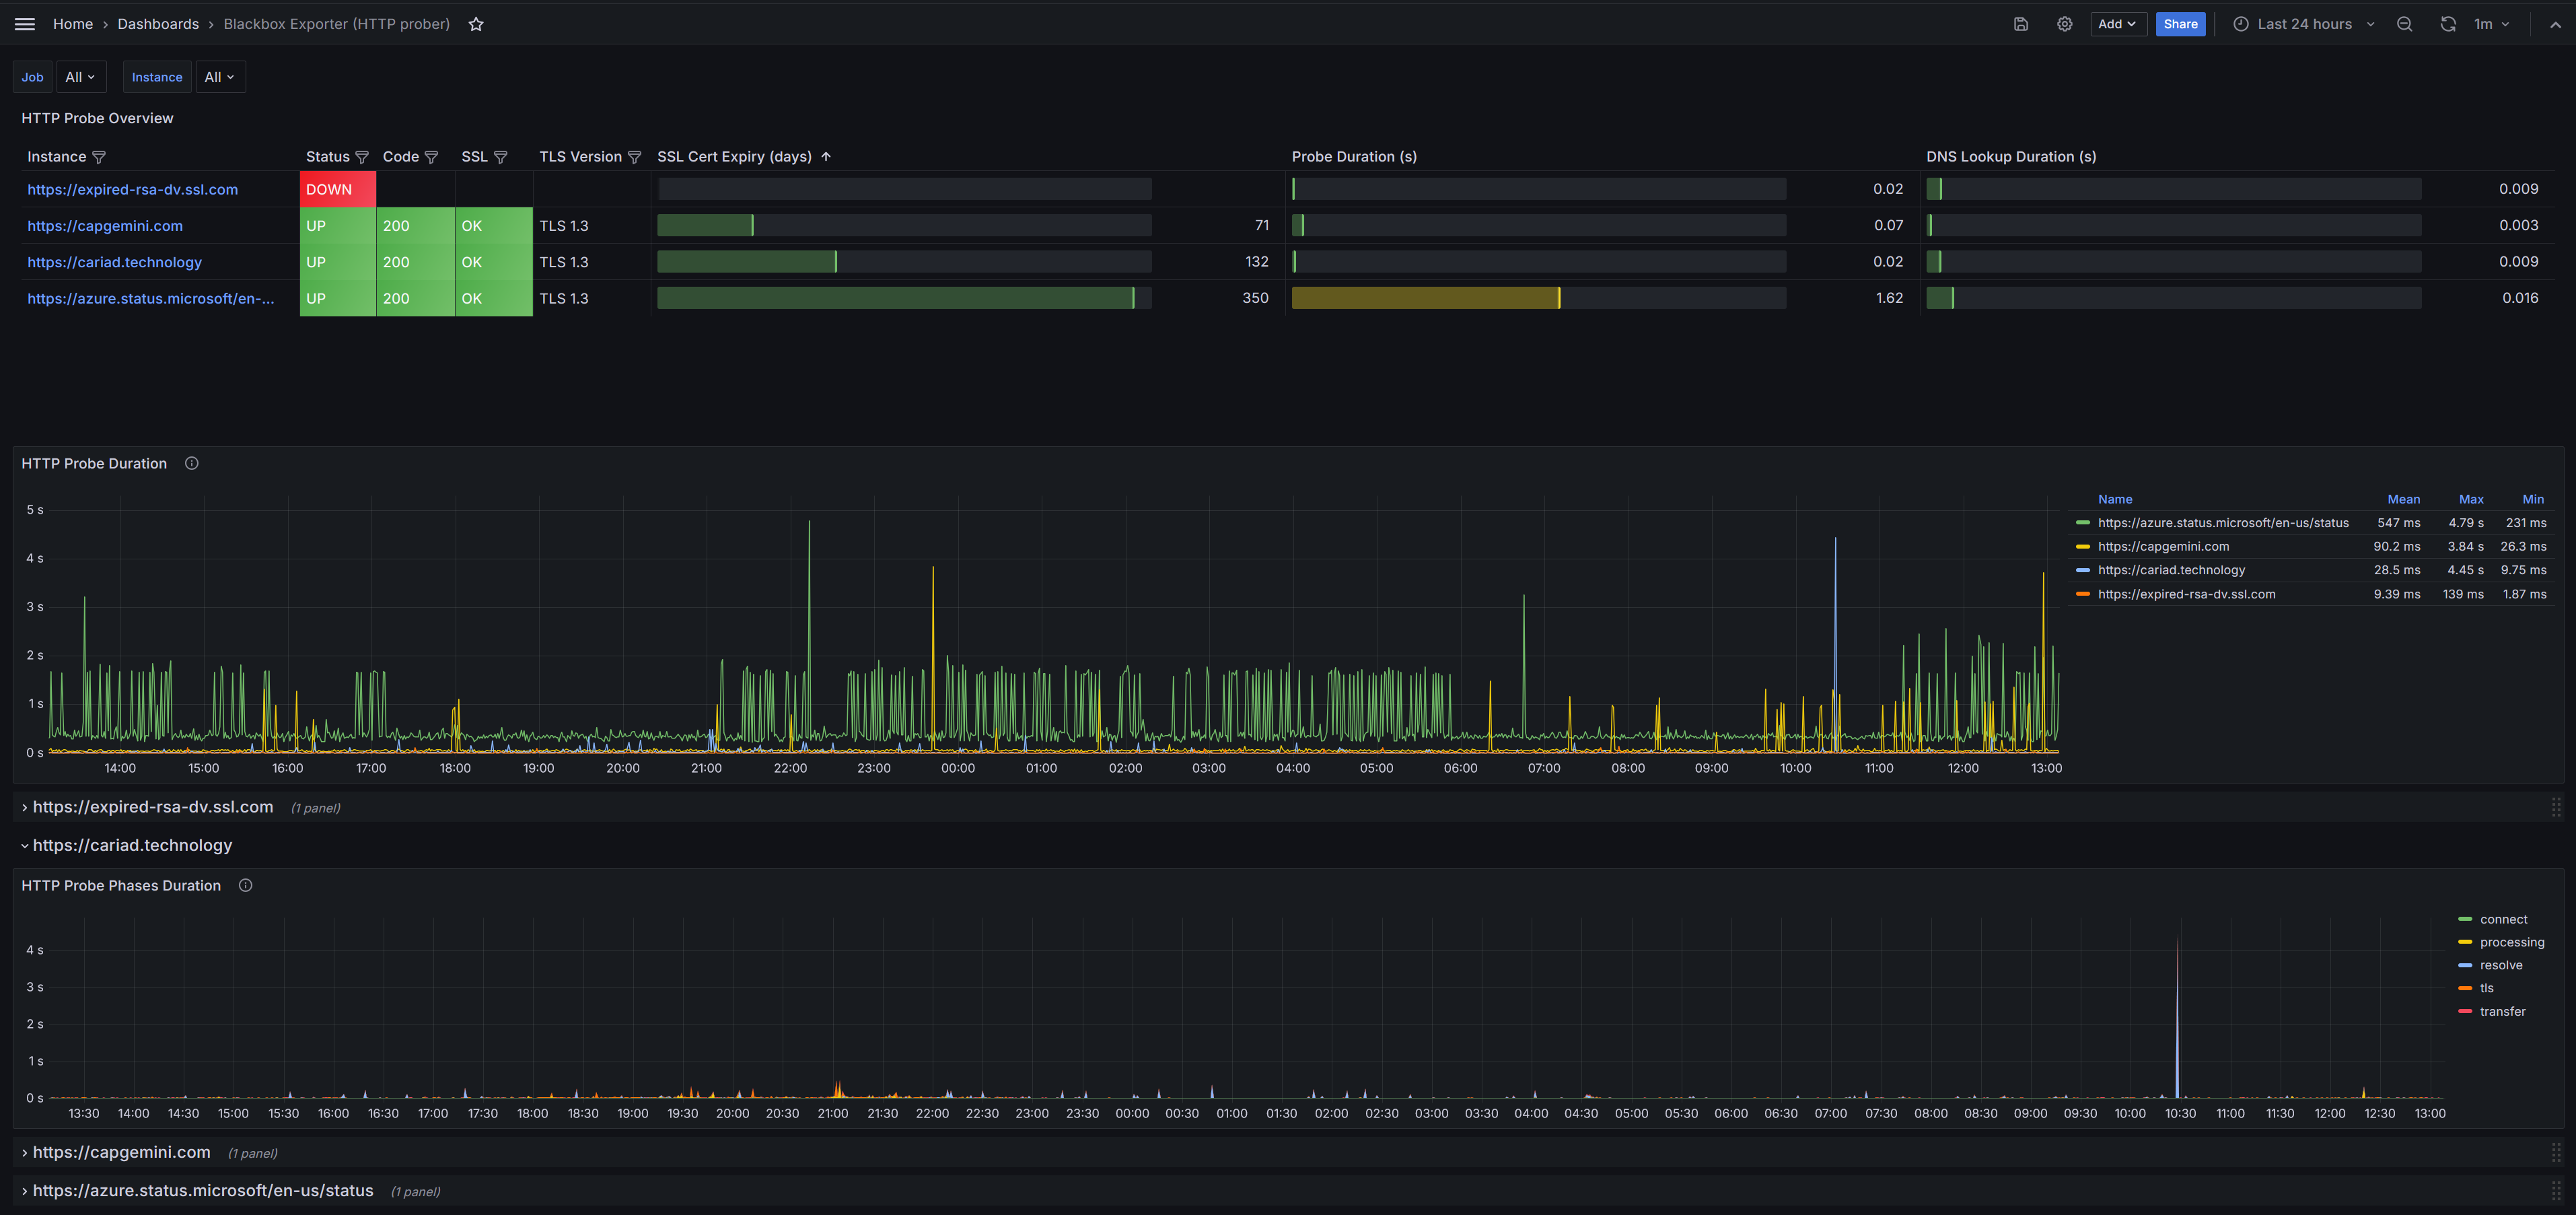 Home › Dashboards › Blackbox Exporter (HTTP prober) Add Share Last 24 hours 1m
Job All Instance All
HTTP Probe Overview
Instance Status Code SSL TLS Version SSL Cert Expiry (days) Probe Duration (s) DNS Lookup Duration (s)
https://expired-rsa-dv.ssl.com DOWN 0.02 0.009
https://capgemini.com UP 200 OK TLS 1.3 71 0.07 0.003
https://cariad.technology UP 200 OK TLS 1.3 132 0.02 0.009
https://azure.status.microsoft/en-... UP 200 OK TLS 1.3 350 1.62 0.016
HTTP Probe Duration
5 s
4 s
3 s
2 s
1 s
0 s
14:00 15:00 16:00 17:00 18:00 19:00 20:00 21:00 22:00 23:00 00:00 01:00 02:00 03:00 04:00 05:00 06:00 07:00 08:00 09:00 10:00 11:00 12:00 13:00
Name Mean Max Min
https://azure.status.microsoft/en-us/status 547 ms 4.79 s 231 ms
https://capgemini.com 90.2 ms 3.84 s 26.3 ms
https://cariad.technology 28.5 ms 4.45 s 9.75 ms
https://expired-rsa-dv.ssl.com 9.39 ms 139 ms 1.87 ms
https://expired-rsa-dv.ssl.com (1 panel)
https://cariad.technology
HTTP Probe Phases Duration
4 s
3 s
2 s
1 s
0 s
13:30 14:00 14:30 15:00 15:30 16:00 16:30 17:00 17:30 18:00 18:30 19:00 19:30 20:00 20:30 21:00 21:30 22:00 22:30 23:00 23:30 00:00 00:30 01:00 01:30 02:00 02:30 03:00 03:30 04:00 04:30 05:00 05:30 06:00 06:30 07:00 07:30 08:00 08:30 09:00 09:30 10:00 10:30 11:00 11:30 12:00 12:30 13:00
connect
processing
resolve
tls
transfer
https://capgemini.com (1 panel)
https://azure.status.microsoft/en-us/status (1 panel)